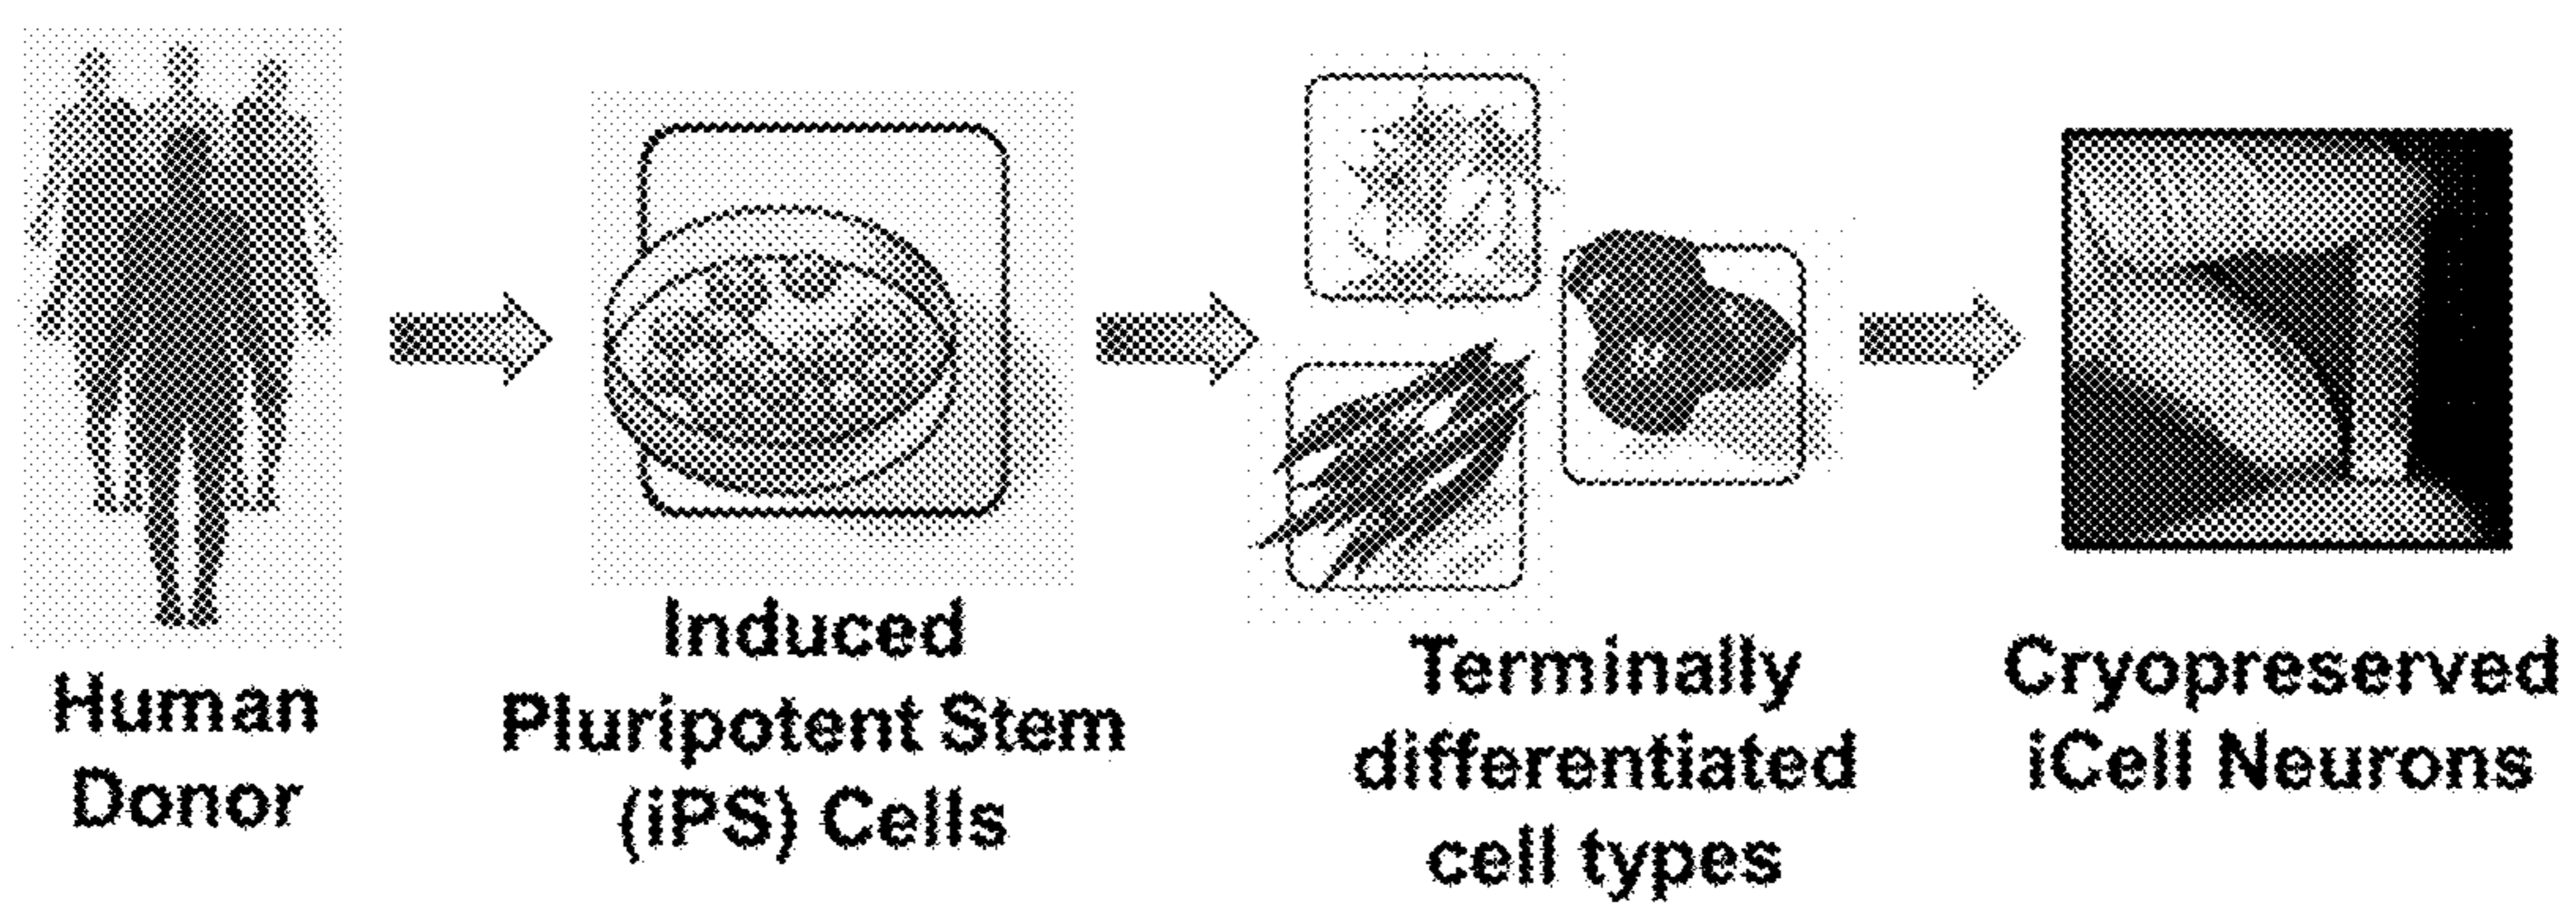 Human
Donor
Induced
Pluripotent Stem
(iPS) Cells
Terminally
differentiated
cell types
Cryopreserved
iCell Neurons